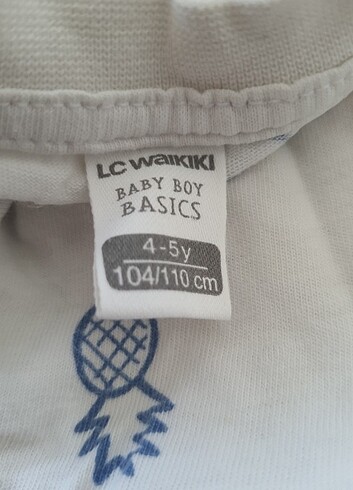 LC WAIKIKI
BABY BOY
BASICS
4-5y
104/110 cm